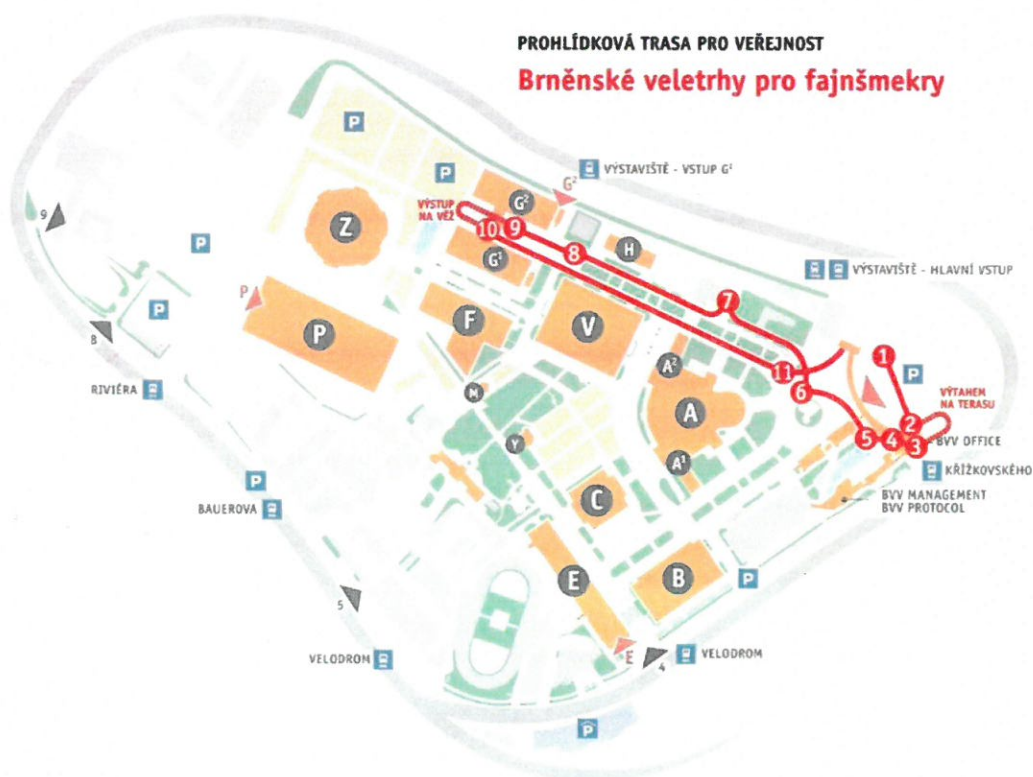 PROHLÍDKOVÁ TRASA PRO VEŘEJNOST
Brněnské veletrhy pro fajnšmekry
P
P
VÝSTAVIŠTĚ - VSTUP G²
G²
VÝSTUP
NA VĚŽ
G²
Z
10
9
8
H
G¹
9
P
7
VÝSTAVIŠTĚ - HLAVNÍ VSTUP
P
P
P
F
V
1
P
8
A²
11
6
VÝTAHEM
NA TERASU
RIVIÉRA
M
A
2
5
4
3
BVV OFFICE
Y
A¹
KŘÍŽKOVSKÉHO
P
C
BVV MANAGEMENT
BVV PROTOCOL
BAUEROVA
E
B
P
5
VELODROM
E
4
VELODROM
P